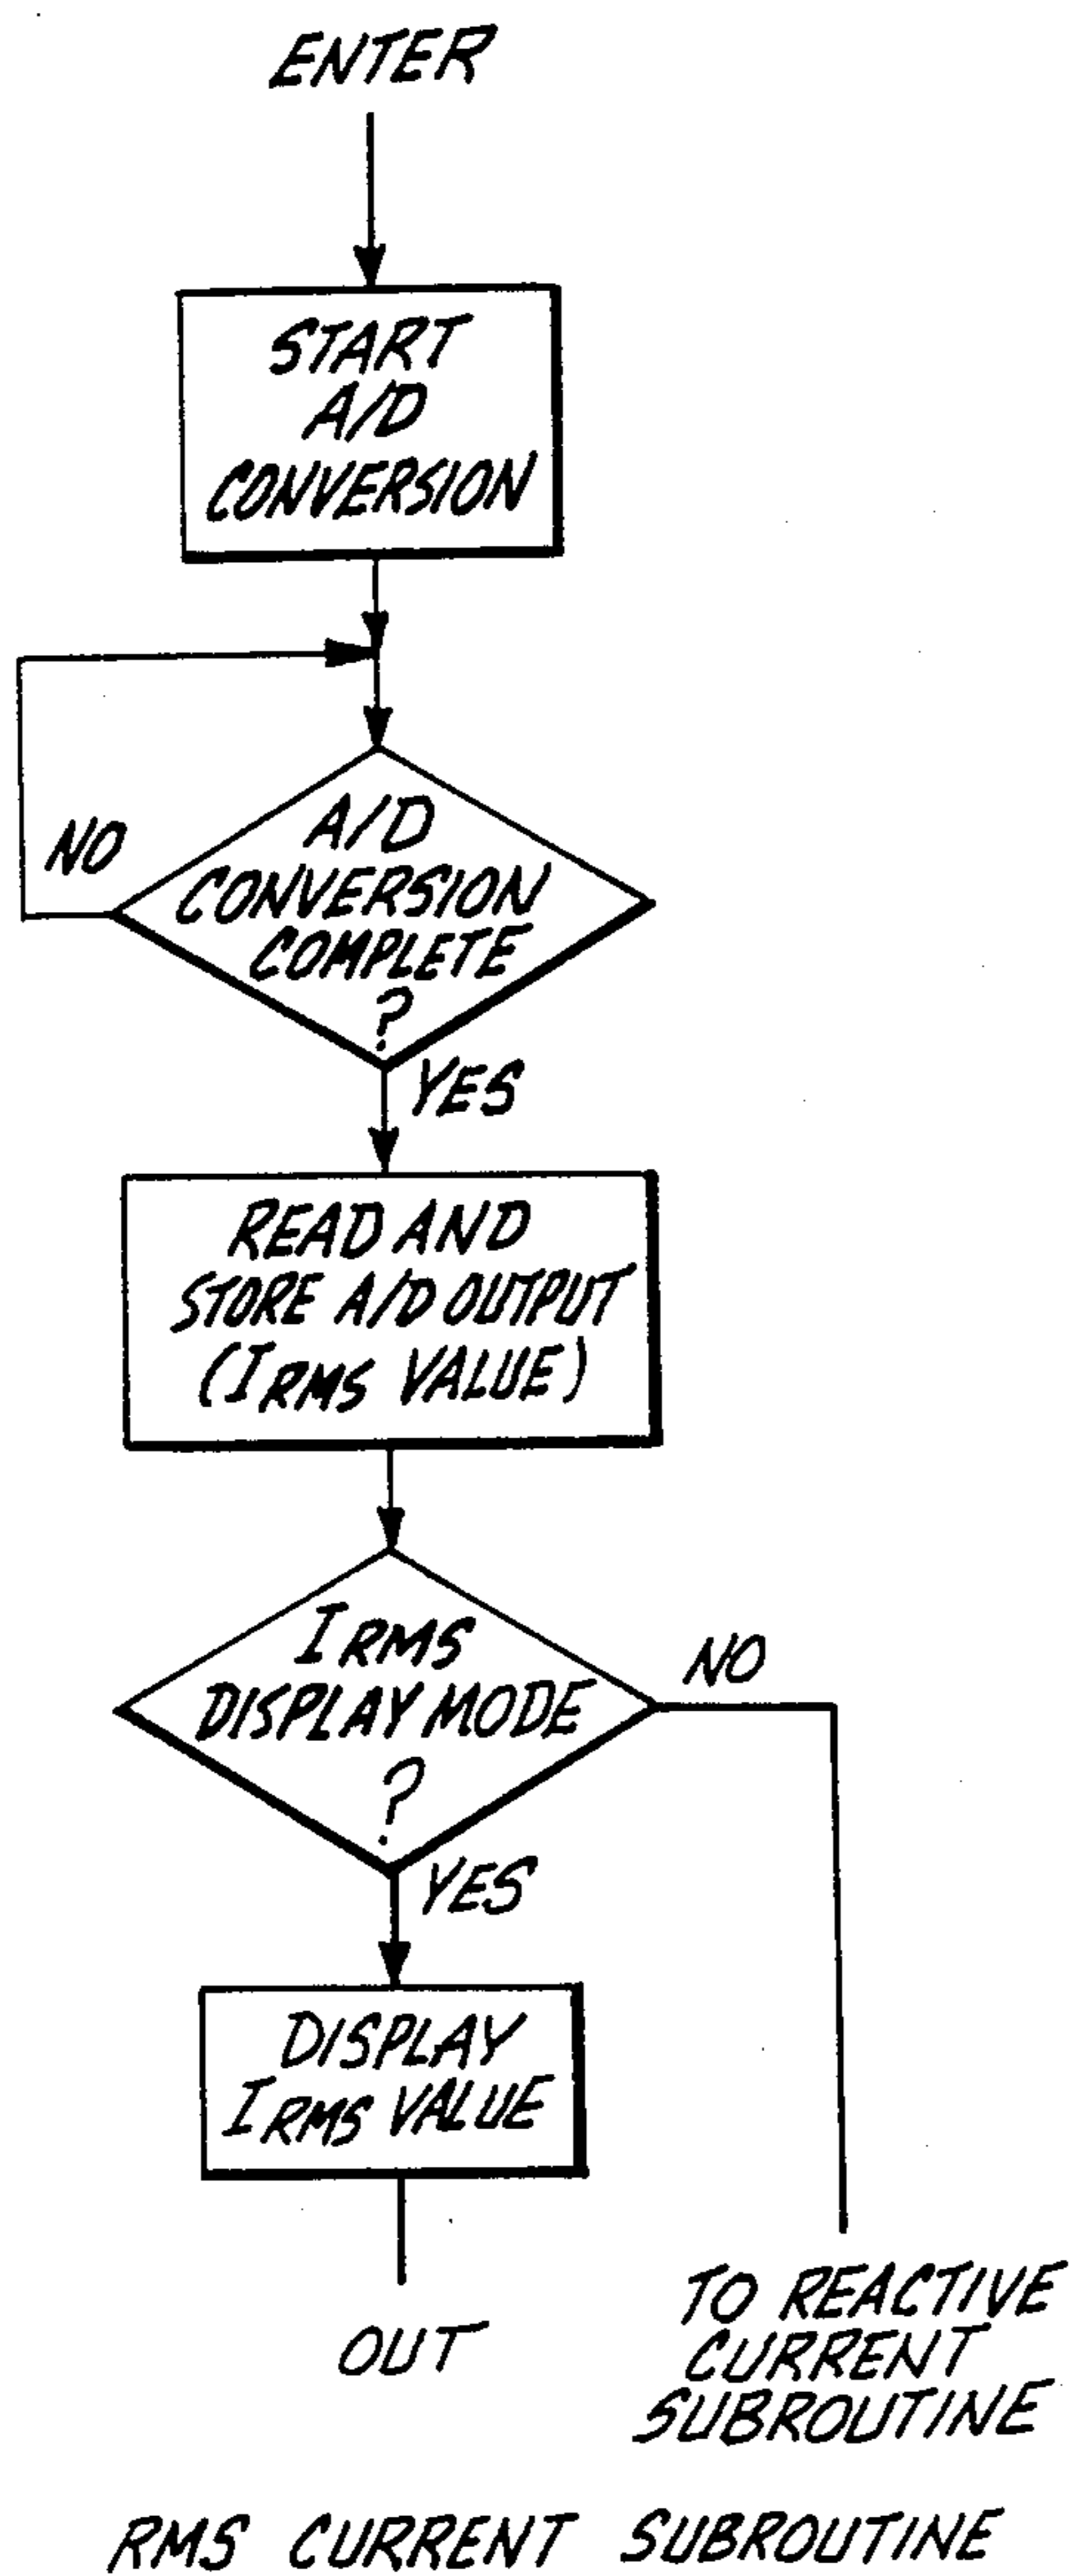 ENTER
START
A/D
CONVERSION
NO
A/D
CONVERSION
COMPLETE
?
YES
READ AND
STORE A/D OUTPUT
(IRMS VALUE)
IRMS
DISPLAY MODE
?
NO
YES
DISPLAY
IRMS VALUE
OUT
TO REACTIVE
CURRENT
SUBROUTINE
RMS CURRENT SUBROUTINE